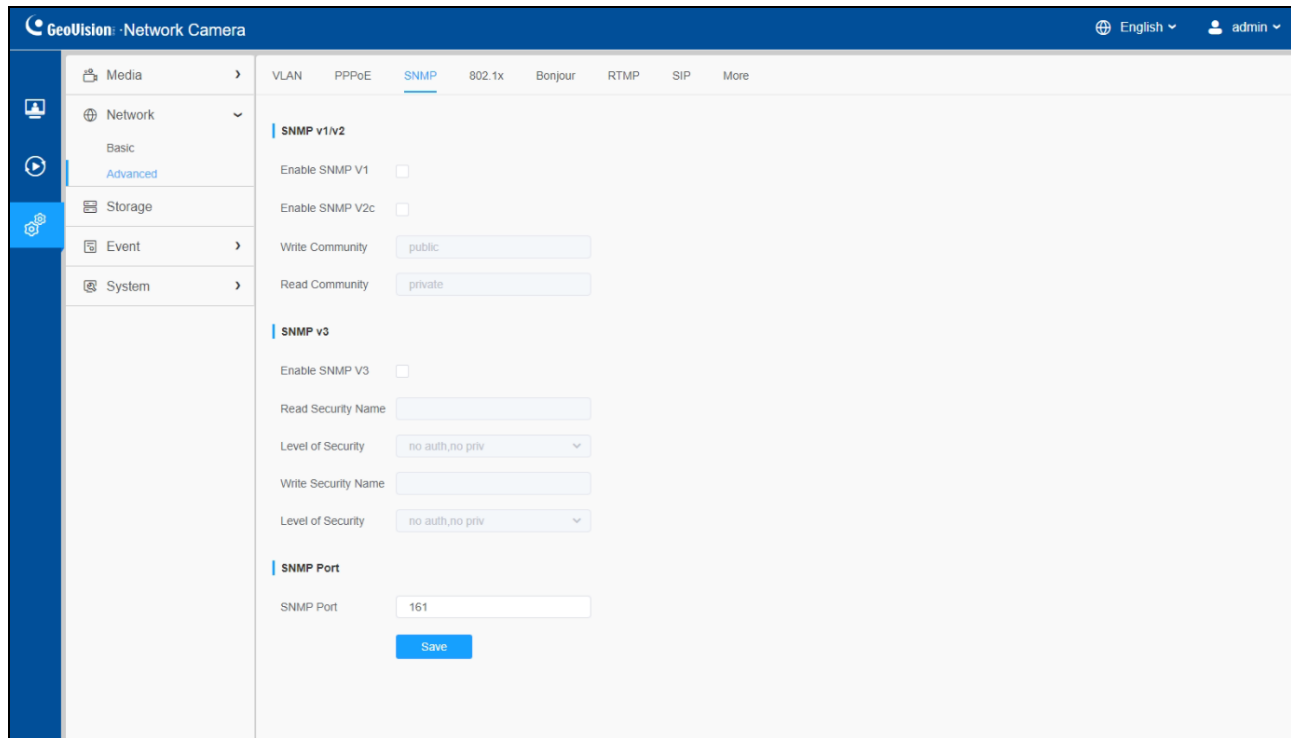 GeoVision -Network Camera
English
admin
Media
Network
Basic
Advanced
Storage
Event
System
VLAN PPPoE SNMP 802.1x Bonjour RTMP SIP More
SNMP v1/v2
Enable SNMP V1
Enable SNMP V2c
Write Community public
Read Community private
SNMP v3
Enable SNMP V3
Read Security Name
Level of Security no auth,no priv
Write Security Name
Level of Security no auth,no priv
SNMP Port
SNMP Port 161
Save